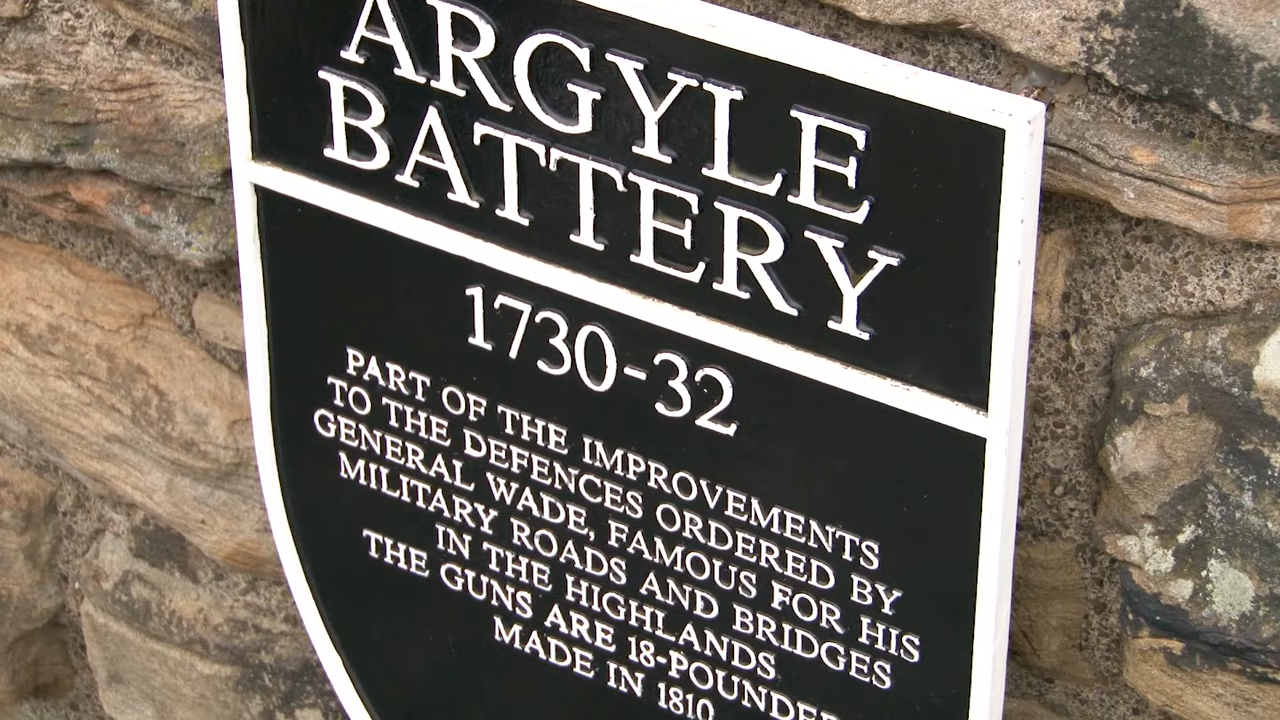 ARGYLE
BATTERY
1730-32
PART OF THE IMPROVEMENTS
TO THE DEFENCES ORDERED BY
GENERAL WADE, FAMOUS FOR HIS
MILITARY ROADS AND BRIDGES
IN THE HIGHLANDS
THE GUNS ARE 18-POUNDER
MADE IN 1810